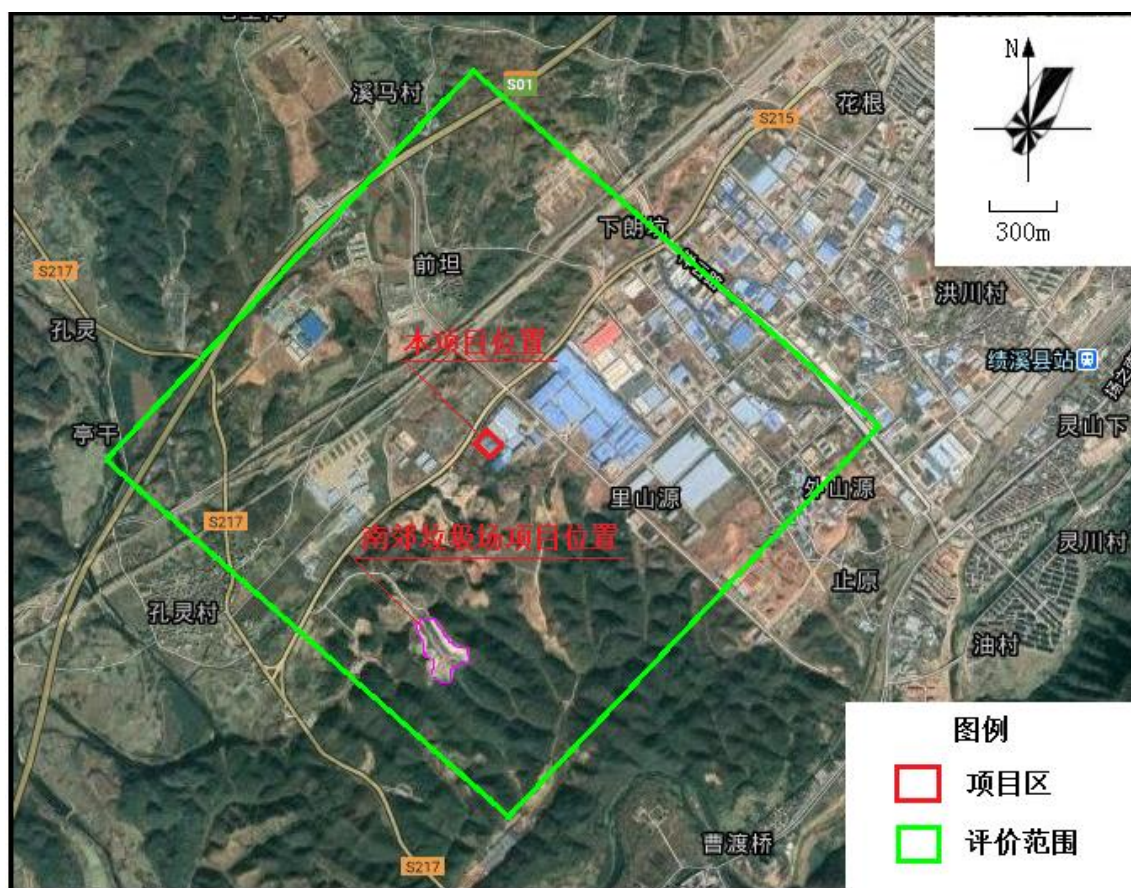 S01
溪马村
花根
S215
N
300m
下朗坑
S217
前坦
洪川村
孔灵
本项目位置
绩溪县站
灵山下
亭干
里山源
外山源
S217
南郊垃圾场项目位置
灵川村
止原
孔灵村
油村
图例
项目区
评价范围
曹渡桥
S217